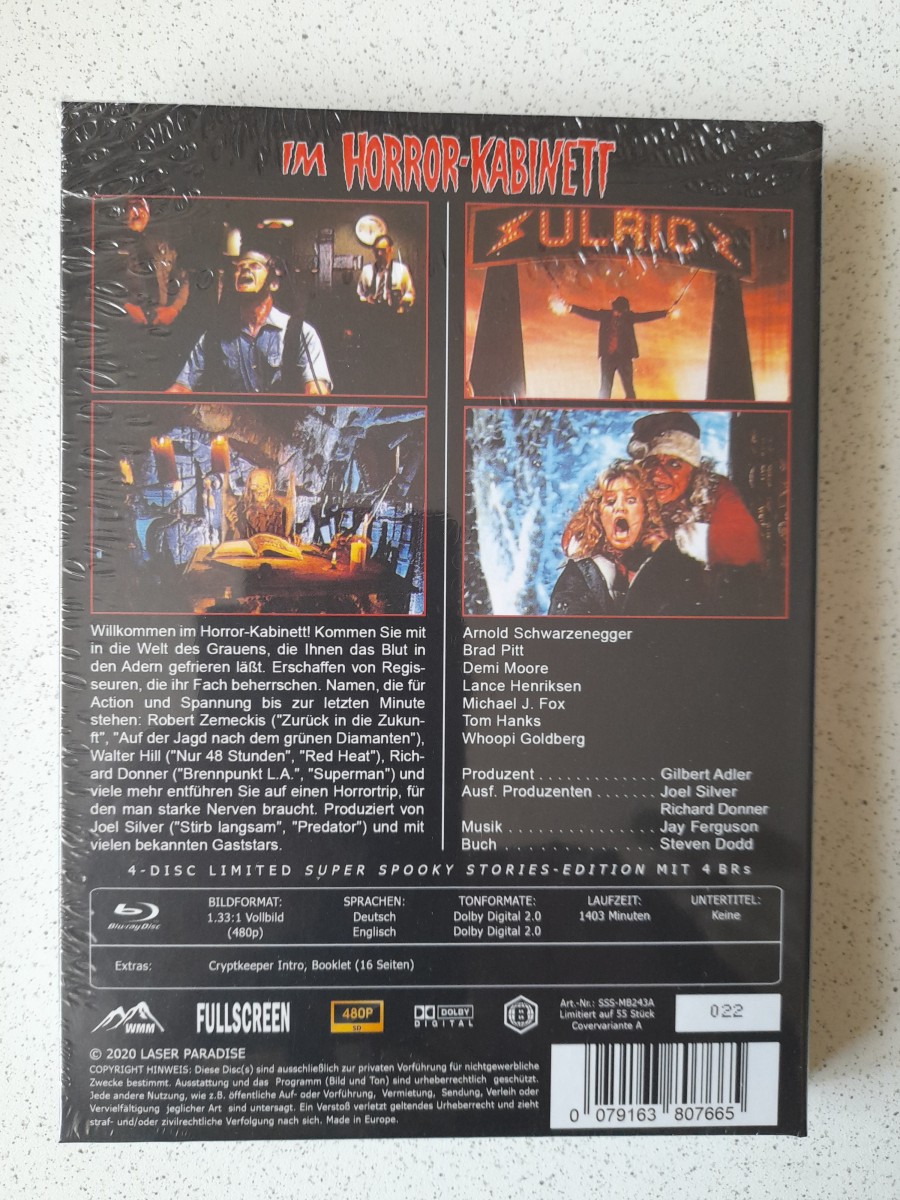 IM HORROR-KABINETT
ULRIC
Willkommen im Horror-Kabinett! Kommen Sie mit
in die Welt des Grauens, die Ihnen das Blut in
den Adern gefrieren läßt. Erschaffen von Regis-
seuren, die ihr Fach beherrschen. Namen, die für
Action und Spannung bis zur letzten Minute
stehen: Robert Zemeckis ("Zurück in die Zukun-
ft", "Auf der Jagd nach dem grünen Diamanten"),
Walter Hill ("Nur 48 Stunden", "Red Heat"), Rich-
ard Donner ("Brennpunkt L.A.", "Superman") und
viele mehr entführen Sie auf einen Horrortrip, für
den man starke Nerven braucht. Produziert von
Joel Silver ("Stirb langsam", "Predator") und mit
vielen bekannten Gaststars.
Arnold Schwarzenegger
Brad Pitt
Demi Moore
Lance Henriksen
Michael J. Fox
Tom Hanks
Whoopi Goldberg
Produzent . . . . . . . . . . . . . Gilbert Adler
Ausf. Produzenten . . . . . . . Joel Silver
Richard Donner
Musik . . . . . . . . . . . . . . . . Jay Ferguson
Buch . . . . . . . . . . . . . . . . Steven Dodd
4-DISC LIMITED SUPER SPOOKY STORIES-EDITION MIT 4 BRs
Blu-ray Disc
BILDFORMAT:
1.33:1 Vollbild
(480p)
SPRACHEN:
Deutsch
Englisch
TONFORMATE:
Dolby Digital 2.0
Dolby Digital 2.0
LAUFZEIT:
1403 Minuten
UNTERTITEL:
Keine
Extras: Cryptkeeper Intro, Booklet (16 Seiten)
WMM
FULLSCREEN
480P
SD
DOLBY
DIGITAL
Art.-Nr.: SSS-MB243A
Limitiert auf 55 Stück
Covervariante A
022
© 2020 LASER PARADISE
COPYRIGHT HINWEIS: Diese Disc(s) sind ausschließlich zur privaten Vorführung für nichtgewerbliche
Zwecke bestimmt. Ausstattung und das Programm (Bild und Ton) sind urheberrechtlich geschützt.
Jede andere Nutzung, wie z.B. öffentliche Auf- oder Vorführung, Vermietung, Sendung, Verleih oder
Vervielfältigung jeglicher Art sind untersagt. Ein Verstoß verletzt geltendes Urheberrecht und zieht
straf- und/oder zivilrechtliche Verfolgung nach sich. Made in Europe.
0 079163 807665